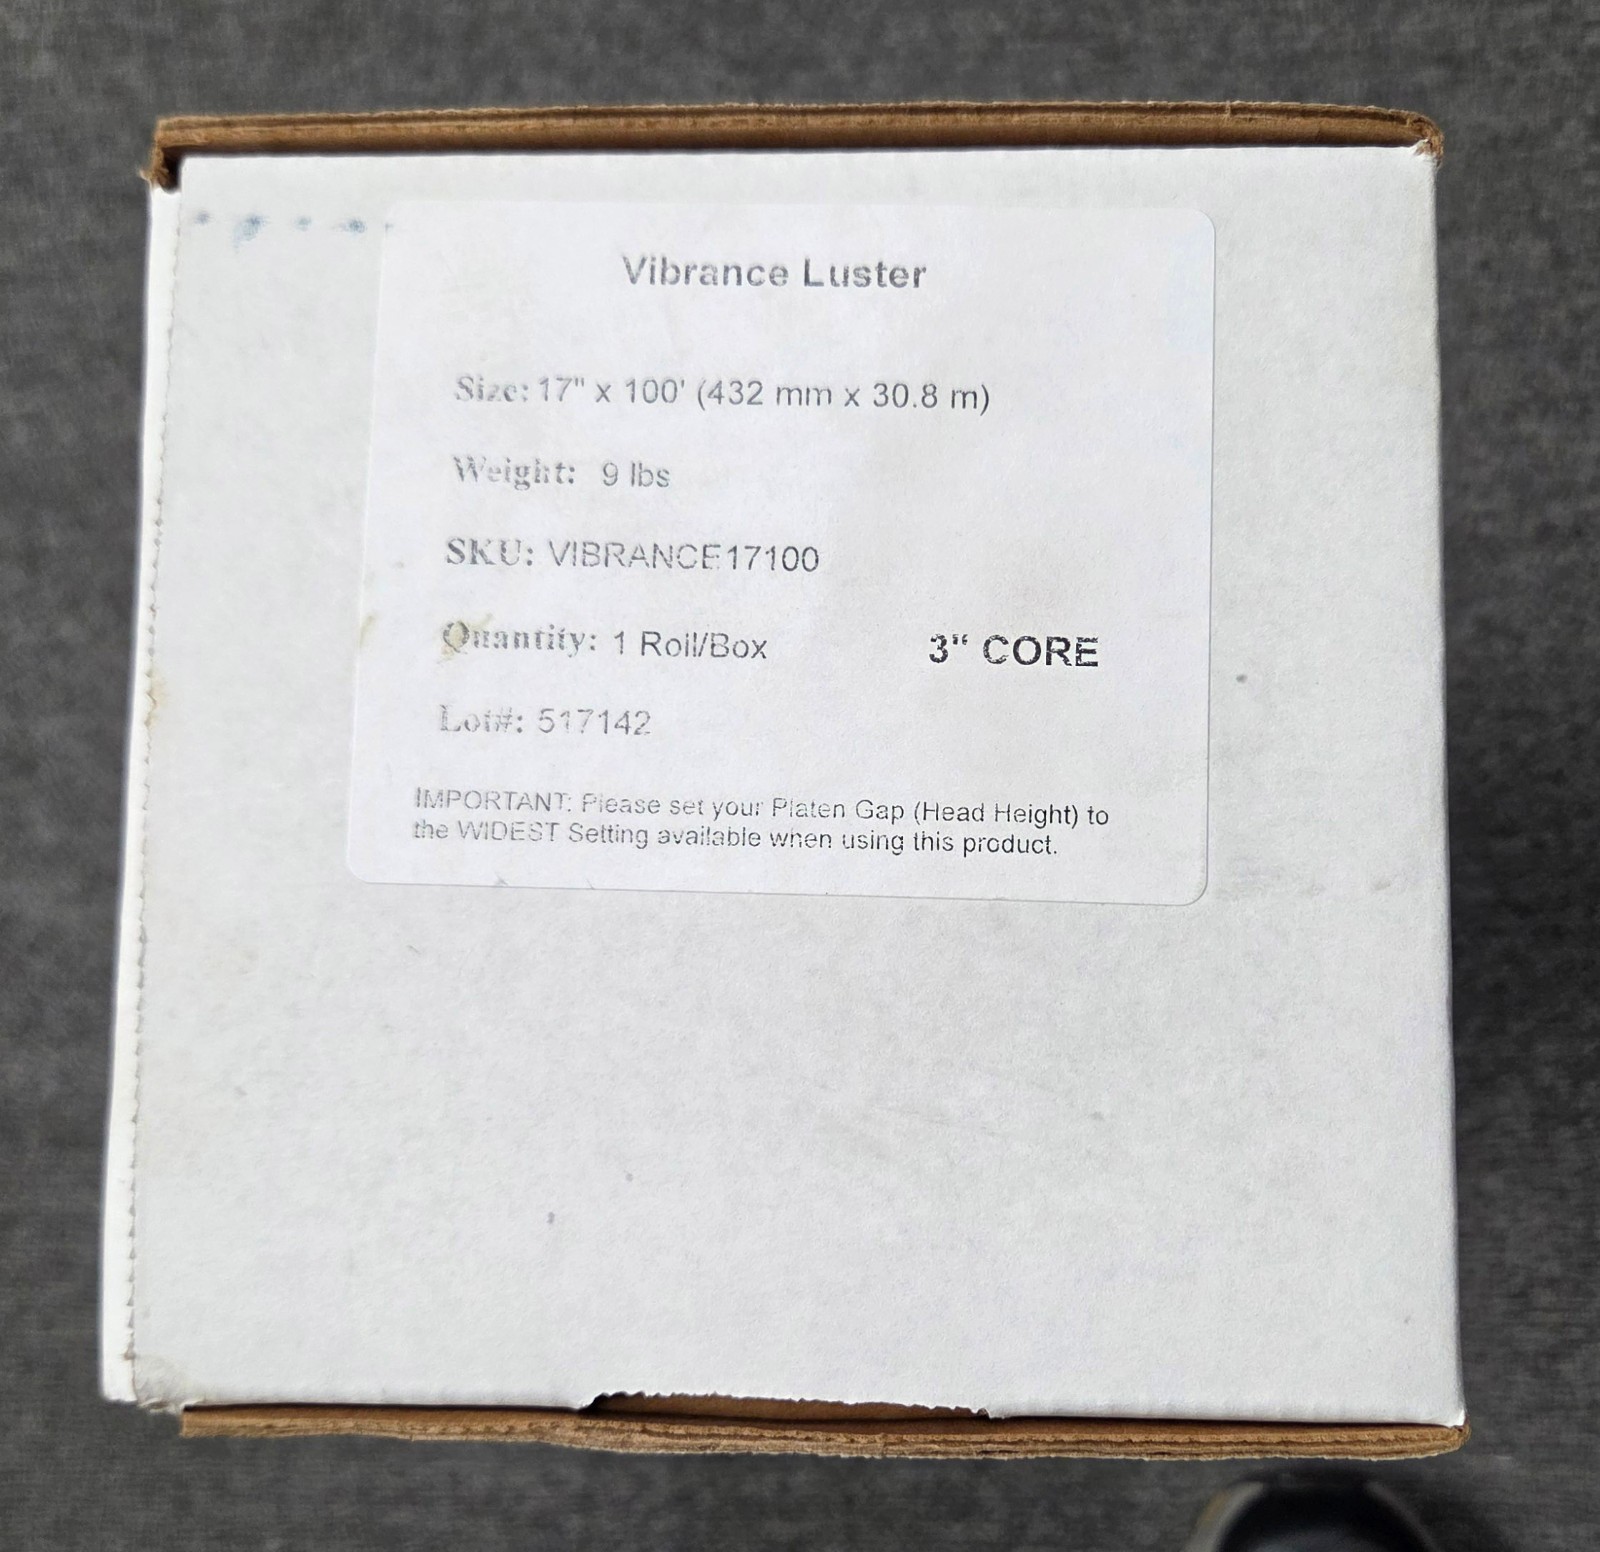 Vibrance Luster
Size: 17" x 100' (432 mm x 30.8 m)
Weight: 9 lbs
SKU: VIBRANCE17100
Quantity: 1 Roll/Box 3" CORE
Lot#: 517142
IMPORTANT: Please set your Platen Gap (Head Height) to
the WIDEST Setting available when using this product.